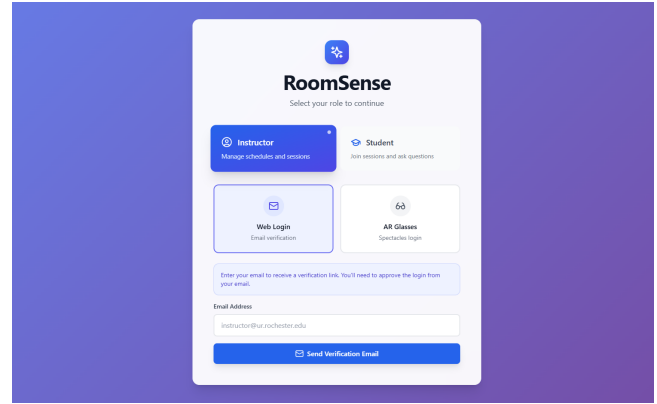 RoomSense
Select your role to continue
Instructor
Manage schedules and sessions
Student
Join sessions and ask questions
Web Login
Email verification
AR Glasses
Spectacles login
Enter your email to receive a verification link. You'll need to approve the login from
your email.
Email Address
instructor@ur.rochester.edu
Send Verification Email